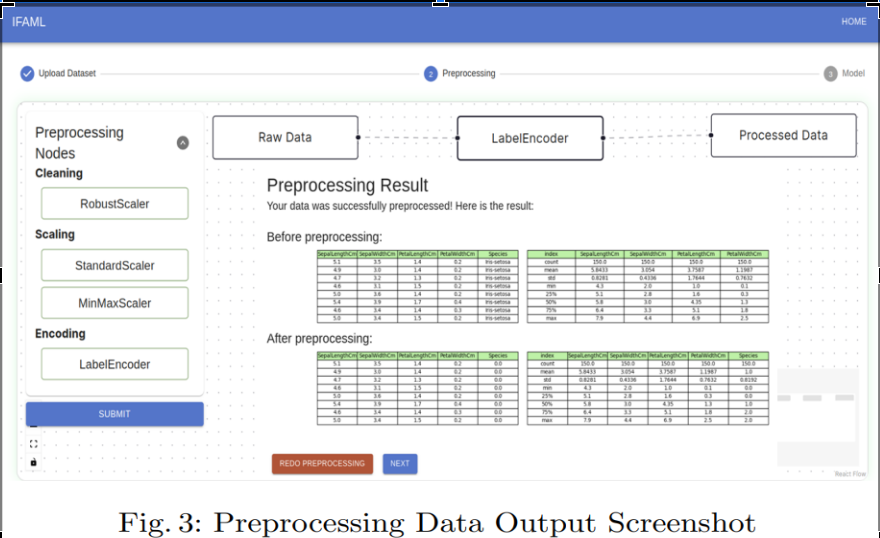 IFAML HOME
Upload Dataset 2 Preprocessing 3 Model
Preprocessing
Nodes
Cleaning
RobustScaler
Scaling
StandardScaler
MinMaxScaler
Encoding
LabelEncoder
SUBMIT
Raw Data LabelEncoder Processed Data
Preprocessing Result
Your data was successfully preprocessed! Here is the result:
Before preprocessing:
SepalLengthCm SepalWidthCm PetalLengthCm PetalWidthCm Species
5.1 3.5 1.4 0.2 Iris-setosa
4.9 3.0 1.4 0.2 Iris-setosa
4.7 3.2 1.3 0.2 Iris-setosa
4.6 3.1 1.5 0.2 Iris-setosa
5.0 3.6 1.4 0.2 Iris-setosa
5.4 3.9 1.7 0.4 Iris-setosa
4.6 3.4 1.4 0.3 Iris-setosa
5.0 3.4 1.5 0.2 Iris-setosa
index SepalLengthCm SepalWidthCm PetalLengthCm PetalWidthCm
count 150.0 150.0 150.0 150.0
mean 5.8433 3.054 3.7587 1.1987
std 0.8281 0.4336 1.7644 0.7632
min 4.3 2.0 1.0 0.1
25% 5.1 2.8 1.6 0.3
50% 5.8 3.0 4.35 1.3
75% 6.4 3.3 5.1 1.8
max 7.9 4.4 6.9 2.5
After preprocessing:
SepalLengthCm SepalWidthCm PetalLengthCm PetalWidthCm Species
5.1 3.5 1.4 0.2 0.0
4.9 3.0 1.4 0.2 0.0
4.7 3.2 1.3 0.2 0.0
4.6 3.1 1.5 0.2 0.0
5.0 3.6 1.4 0.2 0.0
5.4 3.9 1.7 0.4 0.0
4.6 3.4 1.4 0.3 0.0
5.0 3.4 1.5 0.2 0.0
index SepalLengthCm SepalWidthCm PetalLengthCm PetalWidthCm Species
count 150.0 150.0 150.0 150.0 150.0
mean 5.8433 3.054 3.7587 1.1987 1.0
std 0.8281 0.4336 1.7644 0.7632 0.8192
min 4.3 2.0 1.0 0.1 0.0
25% 5.1 2.8 1.6 0.3 0.0
50% 5.8 3.0 4.35 1.3 1.0
75% 6.4 3.3 5.1 1.8 2.0
max 7.9 4.4 6.9 2.5 2.0
REDO PREPROCESSING NEXT
React Flow
Fig. 3: Preprocessing Data Output Screenshot